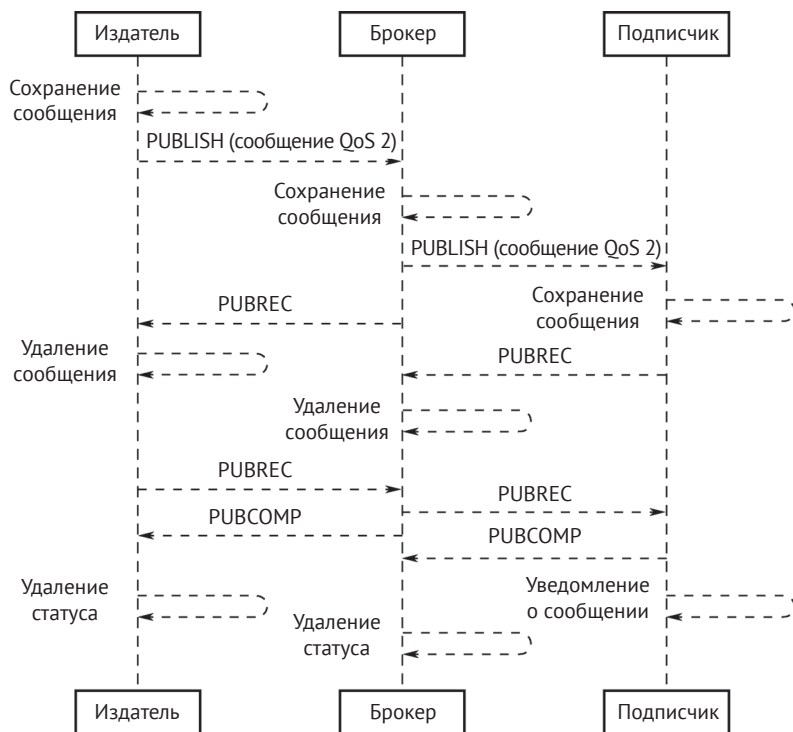 Издатель
Брокер
Подписчик
Сохранение
сообщения
PUBLISH (сообщение QoS 2)
Сохранение
сообщения
PUBLISH (сообщение QoS 2)
PUBREC
Сохранение
сообщения
Удаление
сообщения
PUBREC
Удаление
сообщения
PUBREC
PUBREC
PUBCOMP
PUBCOMP
Удаление
статуса
Уведомление
о сообщении
Удаление
статуса
Издатель
Брокер
Подписчик